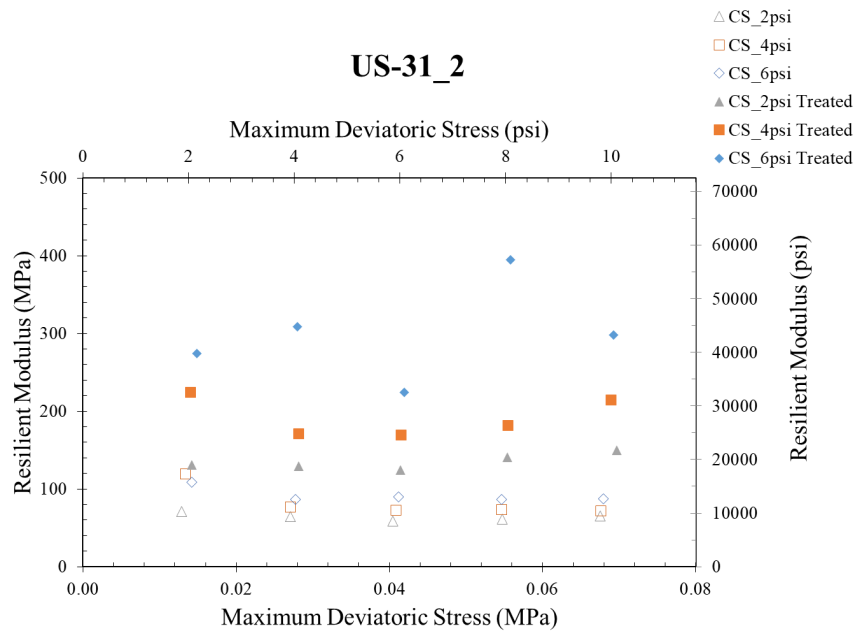 CS_2psi
CS_4psi
US-31_2
CS_6psi
CS_2psi Treated
Maximum Deviatoric Stress (psi)
CS_4psi Treated
0 2 4 6 8 10
CS_6psi Treated
500
70000
400
60000
50000
300
40000
200
30000
20000
100
10000
0
0
Resilient Modulus (MPa)
Resilient Modulus (psi)
0.00 0.02 0.04 0.06 0.08
Maximum Deviatoric Stress (MPa)